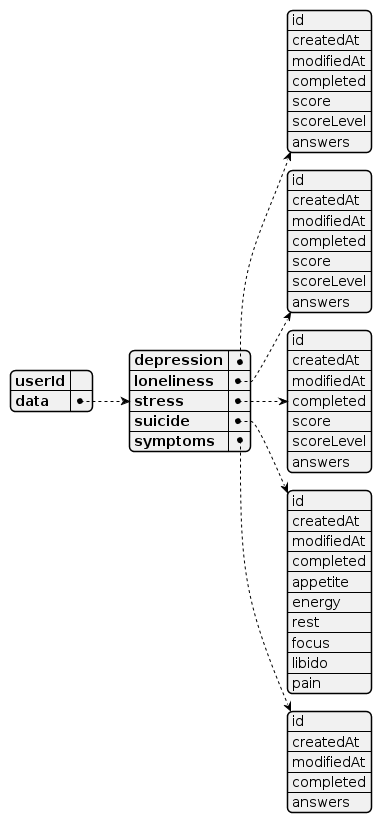 userId
data
depression
loneliness
stress
suicide
symptoms
id
createdAt
modifiedAt
completed
score
scoreLevel
answers
id
createdAt
modifiedAt
completed
score
scoreLevel
answers
id
createdAt
modifiedAt
completed
score
scoreLevel
answers
id
createdAt
modifiedAt
completed
appetite
energy
rest
focus
libido
pain
id
createdAt
modifiedAt
completed
answers